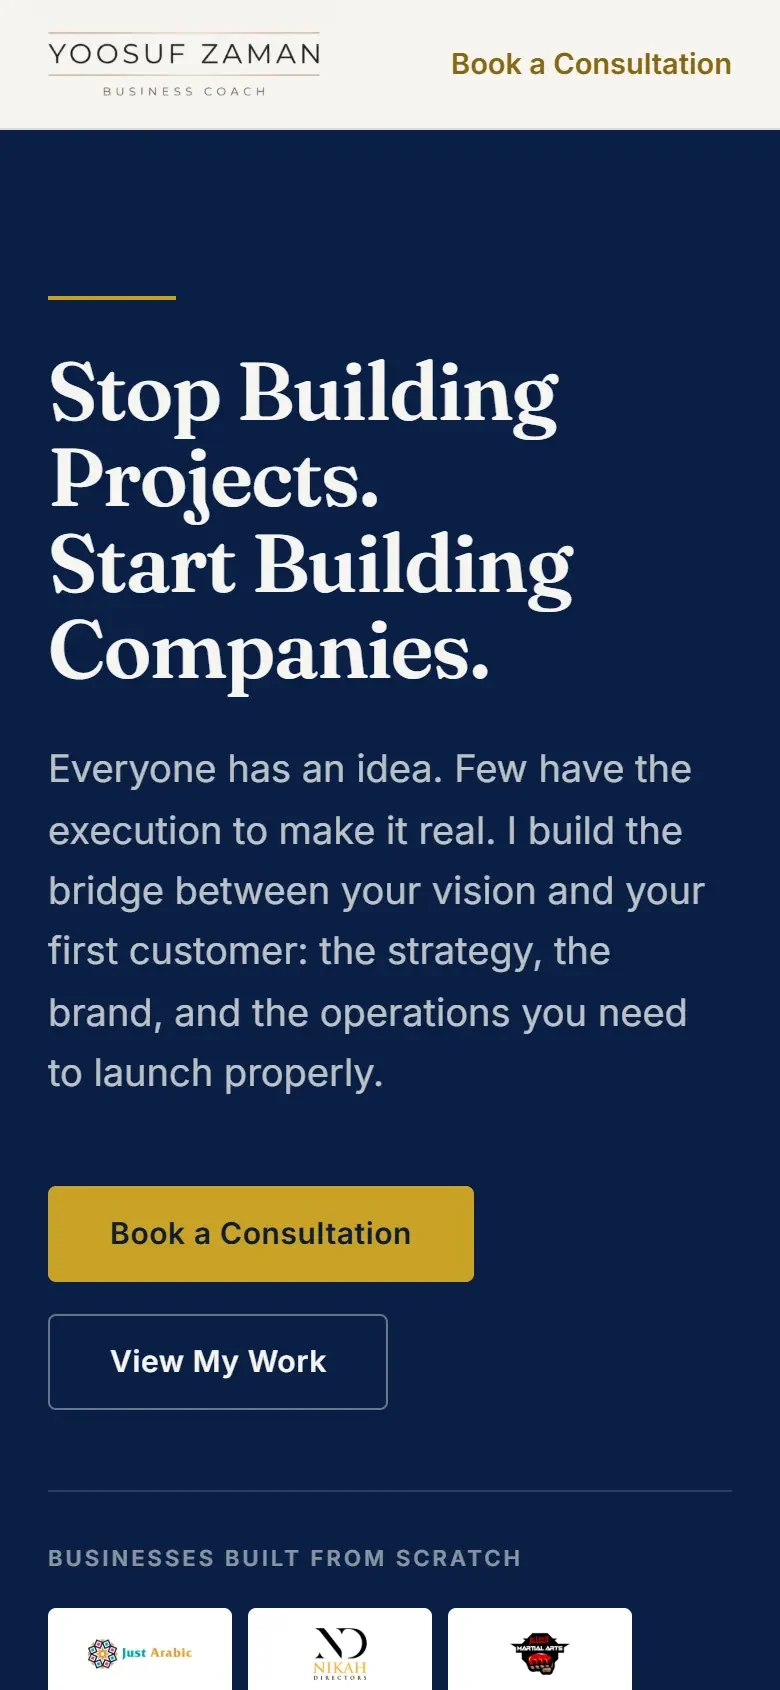 YOOSUF ZAMAN
BUSINESS COACH
Book a Consultation
Stop Building
Projects.
Start Building
Companies.
Everyone has an idea. Few have the
execution to make it real. I build the
bridge between your vision and your
first customer: the strategy, the
brand, and the operations you need
to launch properly.
Book a Consultation
View My Work
BUSINESSES BUILT FROM SCRATCH
Just Arabic
ND
NIKAH
DIRECTORS
MARTIAL ARTS